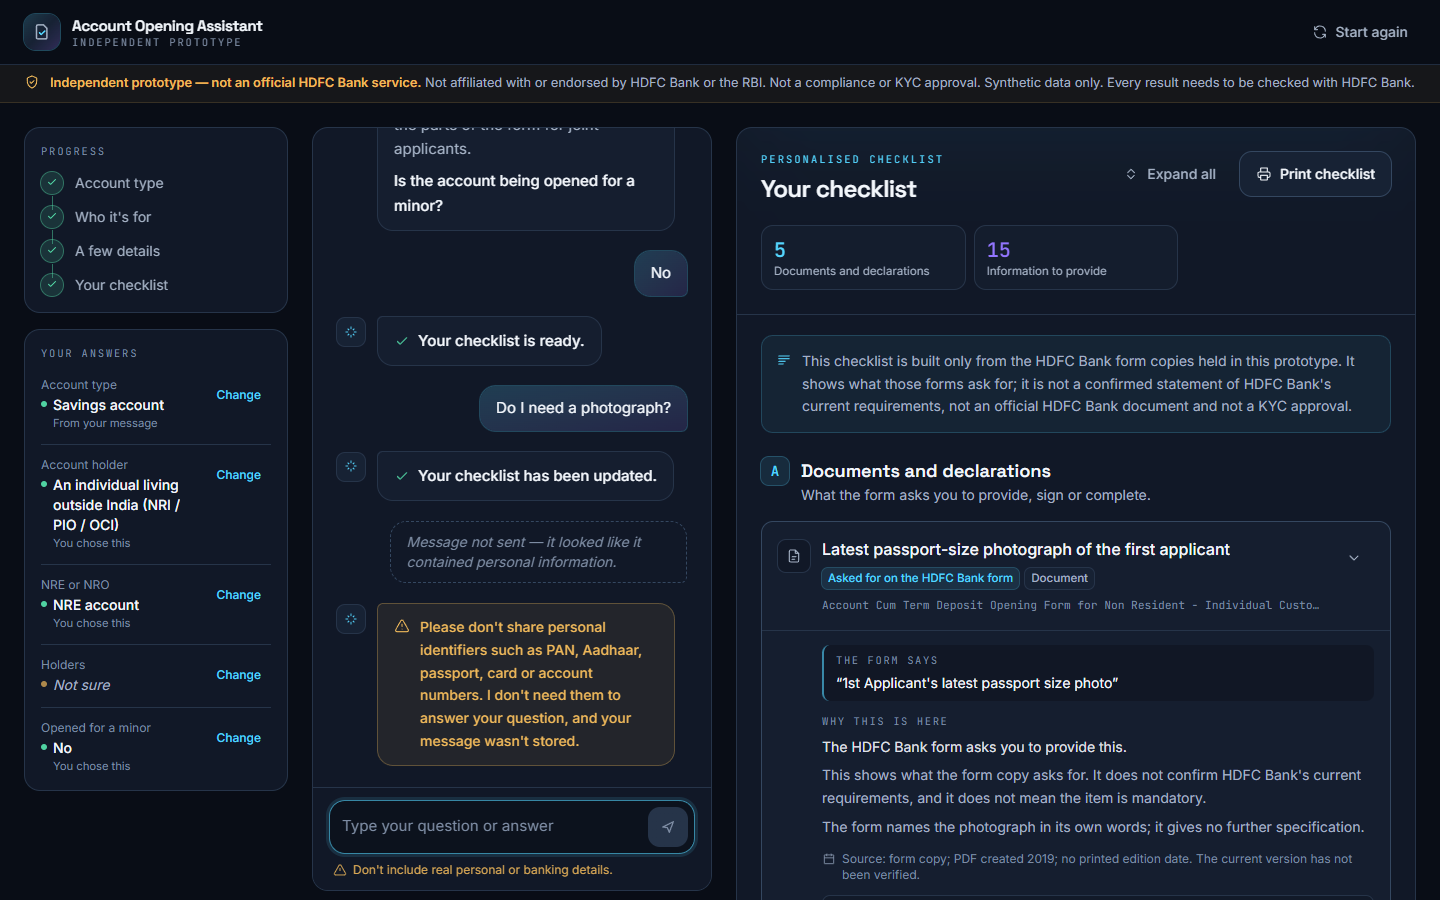 Account Opening Assistant
INDEPENDENT PROTOTYPE
Start again
Independent prototype — not an official HDFC Bank service. Not affiliated with or endorsed by HDFC Bank or the RBI. Not a compliance or KYC approval. Synthetic data only. Every result needs to be checked with HDFC Bank.
PROGRESS
Account type
Who it's for
A few details
Your checklist
YOUR ANSWERS
Account type
Savings account
From your message
Change
Account holder
An individual living
outside India (NRI /
PIO / OCI)
You chose this
Change
NRE or NRO
NRE account
You chose this
Change
Holders
Not sure
Change
Opened for a minor
No
You chose this
Change
the parts of the form for joint
applicants.
Is the account being opened for a
minor?
No
Your checklist is ready.
Do I need a photograph?
Your checklist has been updated.
Message not sent — it looked like it
contained personal information.
Please don't share personal
identifiers such as PAN, Aadhaar,
passport, card or account
numbers. I don't need them to
answer your question, and your
message wasn't stored.
Type your question or answer
Don't include real personal or banking details.
PERSONALISED CHECKLIST
Your checklist
Expand all
Print checklist
5
Documents and declarations
15
Information to provide
This checklist is built only from the HDFC Bank form copies held in this prototype. It
shows what those forms ask for; it is not a confirmed statement of HDFC Bank's
current requirements, not an official HDFC Bank document and not a KYC approval.
A
Documents and declarations
What the form asks you to provide, sign or complete.
Latest passport-size photograph of the first applicant
Asked for on the HDFC Bank form
Document
Account Cum Term Deposit Opening Form for Non Resident - Individual Custo…
THE FORM SAYS
“1st Applicant's latest passport size photo”
WHY THIS IS HERE
The HDFC Bank form asks you to provide this.
This shows what the form copy asks for. It does not confirm HDFC Bank's current
requirements, and it does not mean the item is mandatory.
The form names the photograph in its own words; it gives no further specification.
Source: form copy; PDF created 2019; no printed edition date. The current version has not
been verified.